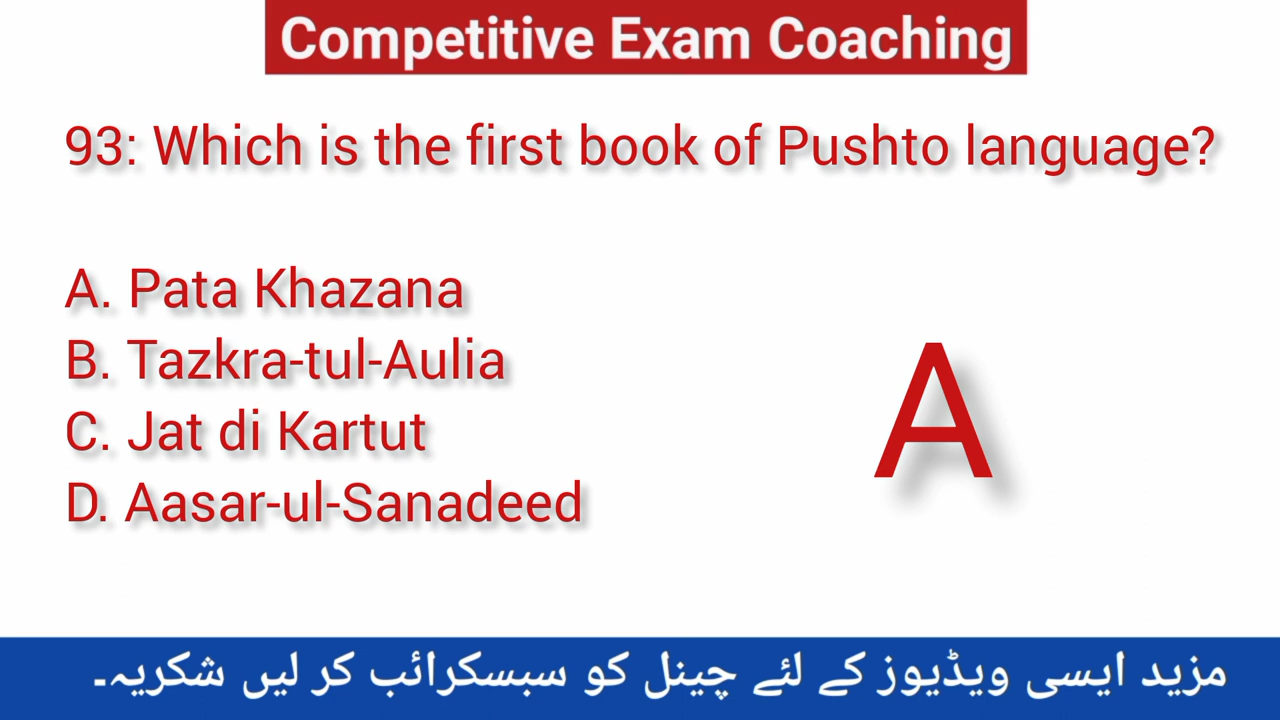 Competitive Exam Coaching
93: Which is the first book of Pushto language?
A. Pata Khazana
B. Tazkra-tul-Aulia
C. Jat di Kartut
D. Aasar-ul-Sanadeed
A
مزید ایسی ویڈیوز کے لئے چینل کو سبسکرائب کر لیں شکریہ۔